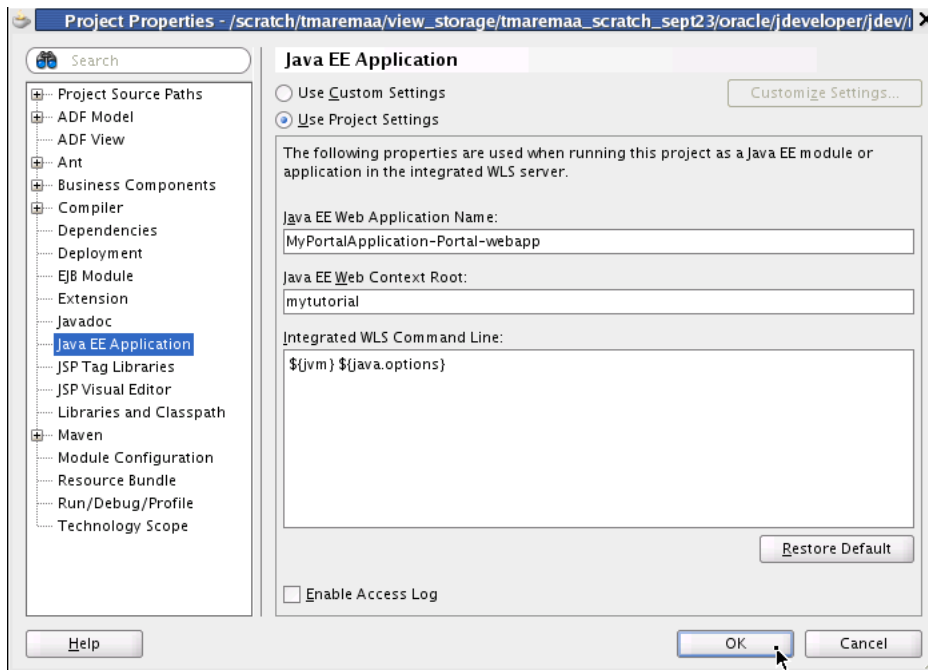 Project Properties - /scratch/tmaremaa/view_storage/tmaremaa_scratch_sept23/oracle/jdeveloper/jdev/
Search
Project Source Paths
ADF Model
ADF View
Ant
Business Components
Compiler
Dependencies
Deployment
EJB Module
Extension
Javadoc
Java EE Application
JSP Tag Libraries
JSP Visual Editor
Libraries and Classpath
Maven
Module Configuration
Resource Bundle
Run/Debug/Profile
Technology Scope
Java EE Application
Use Custom Settings
Customize Settings...
Use Project Settings
The following properties are used when running this project as a Java EE module or
application in the integrated WLS server.
Java EE Web Application Name:
MyPortalApplication-Portal-webapp
Java EE Web Context Root:
mytutorial
Integrated WLS Command Line:
${jvm} ${java.options}
Restore Default
Enable Access Log
Help
OK
Cancel